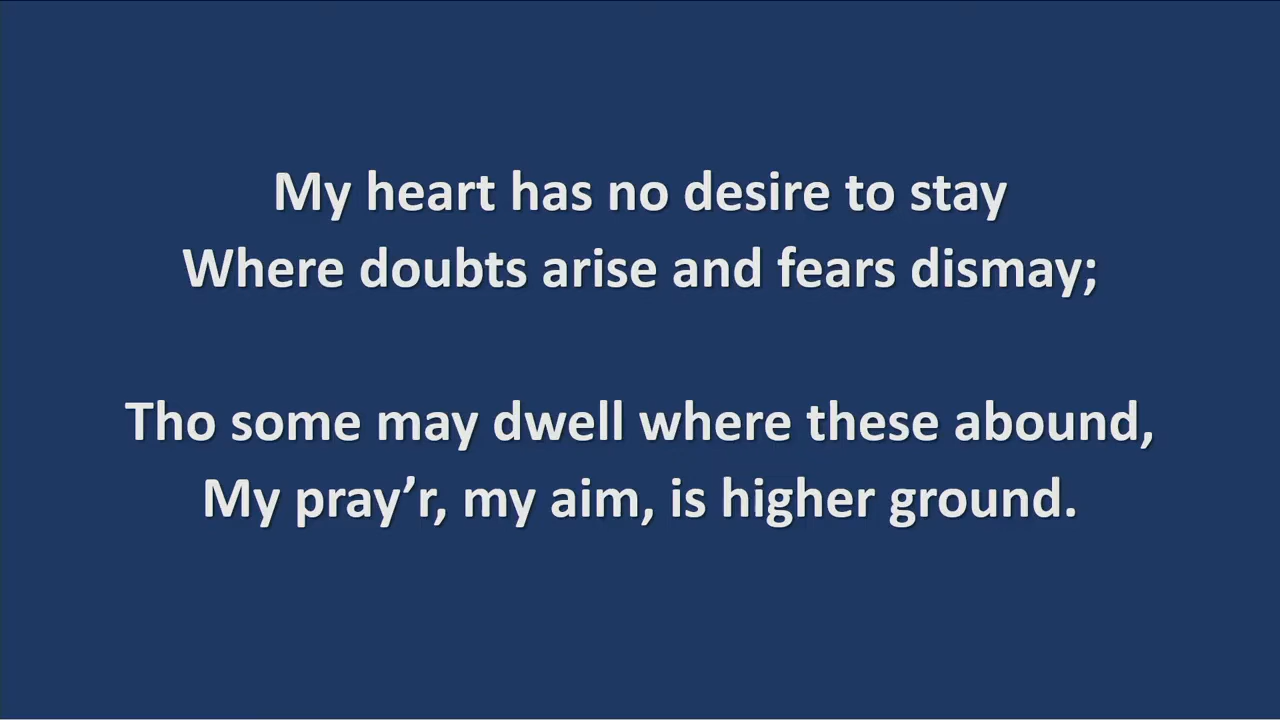 My heart has no desire to stay
Where doubts arise and fears dismay;
Tho some may dwell where these abound,
My pray’r, my aim, is higher ground.